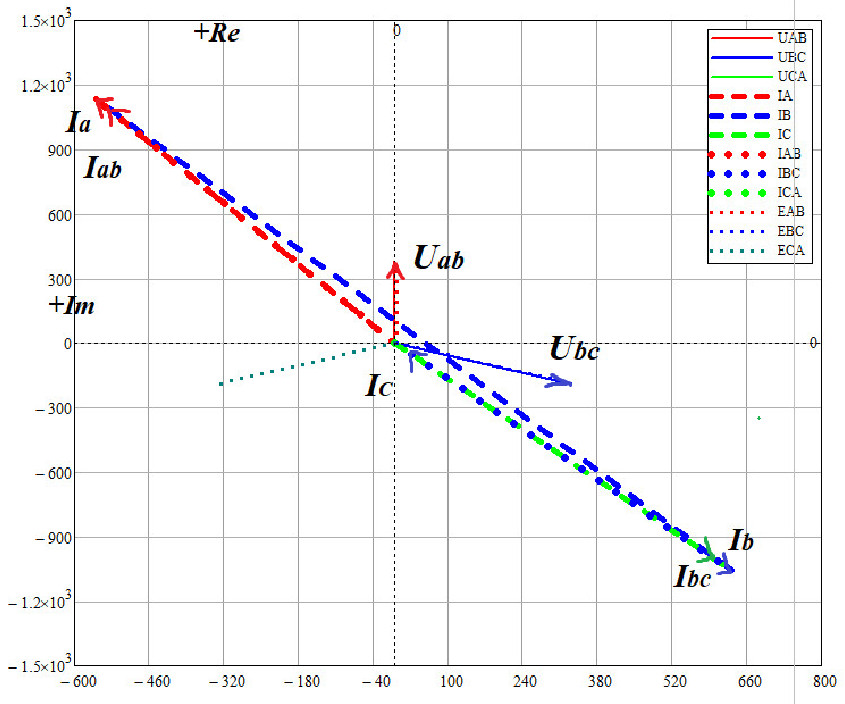 1.5×10³
+Re
0
UAB
UBC
1.2×10³
UCA
IA
Ia
IB
900
IC
Iab
IAB
IBC
600
ICA
EAB
Uab
EBC
300
ECA
+Im
0
Ubc
0
Ic
−300
−600
−900
Ib
Ibc
−1.2×10³
−1.5×10³
−600 −460 −320 −180 −40 100 240 380 520 660 800